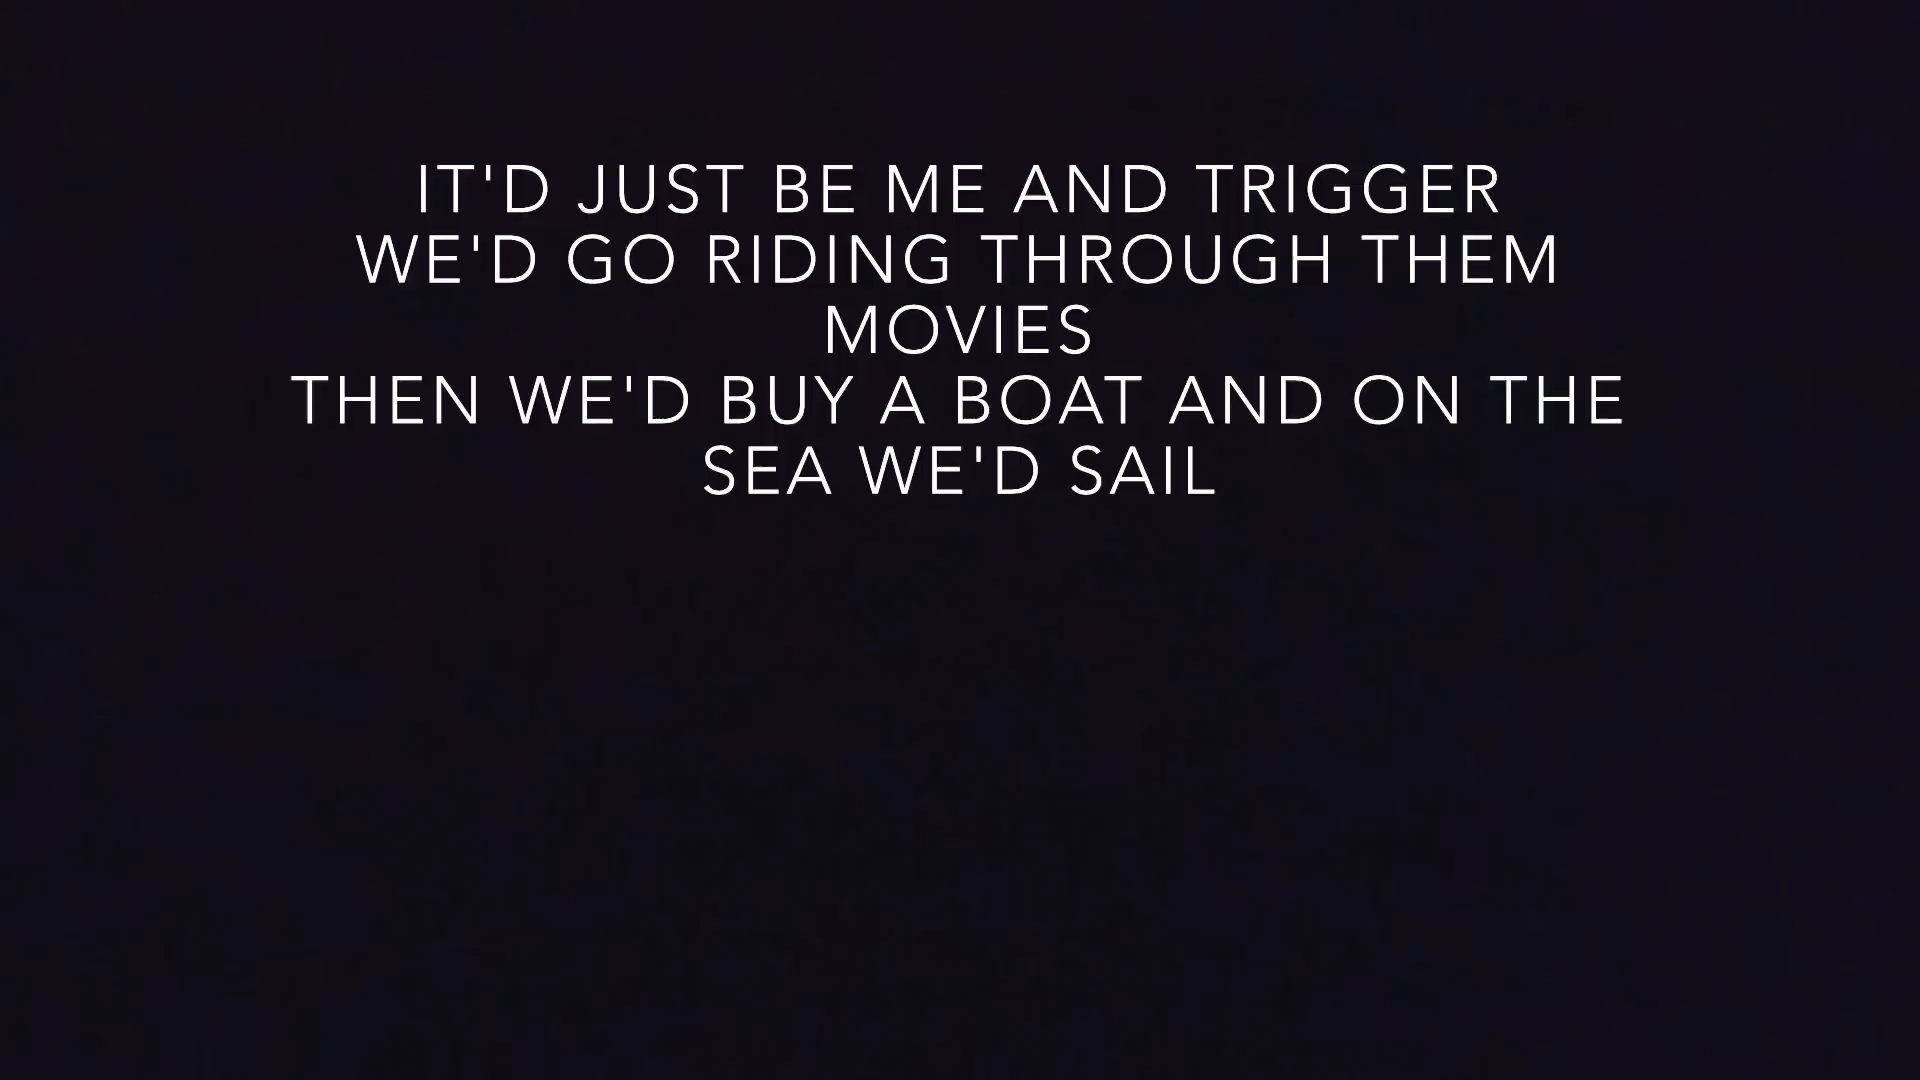 IT'D JUST BE ME AND TRIGGER
WE'D GO RIDING THROUGH THEM
MOVIES
THEN WE'D BUY A BOAT AND ON THE
SEA WE'D SAIL